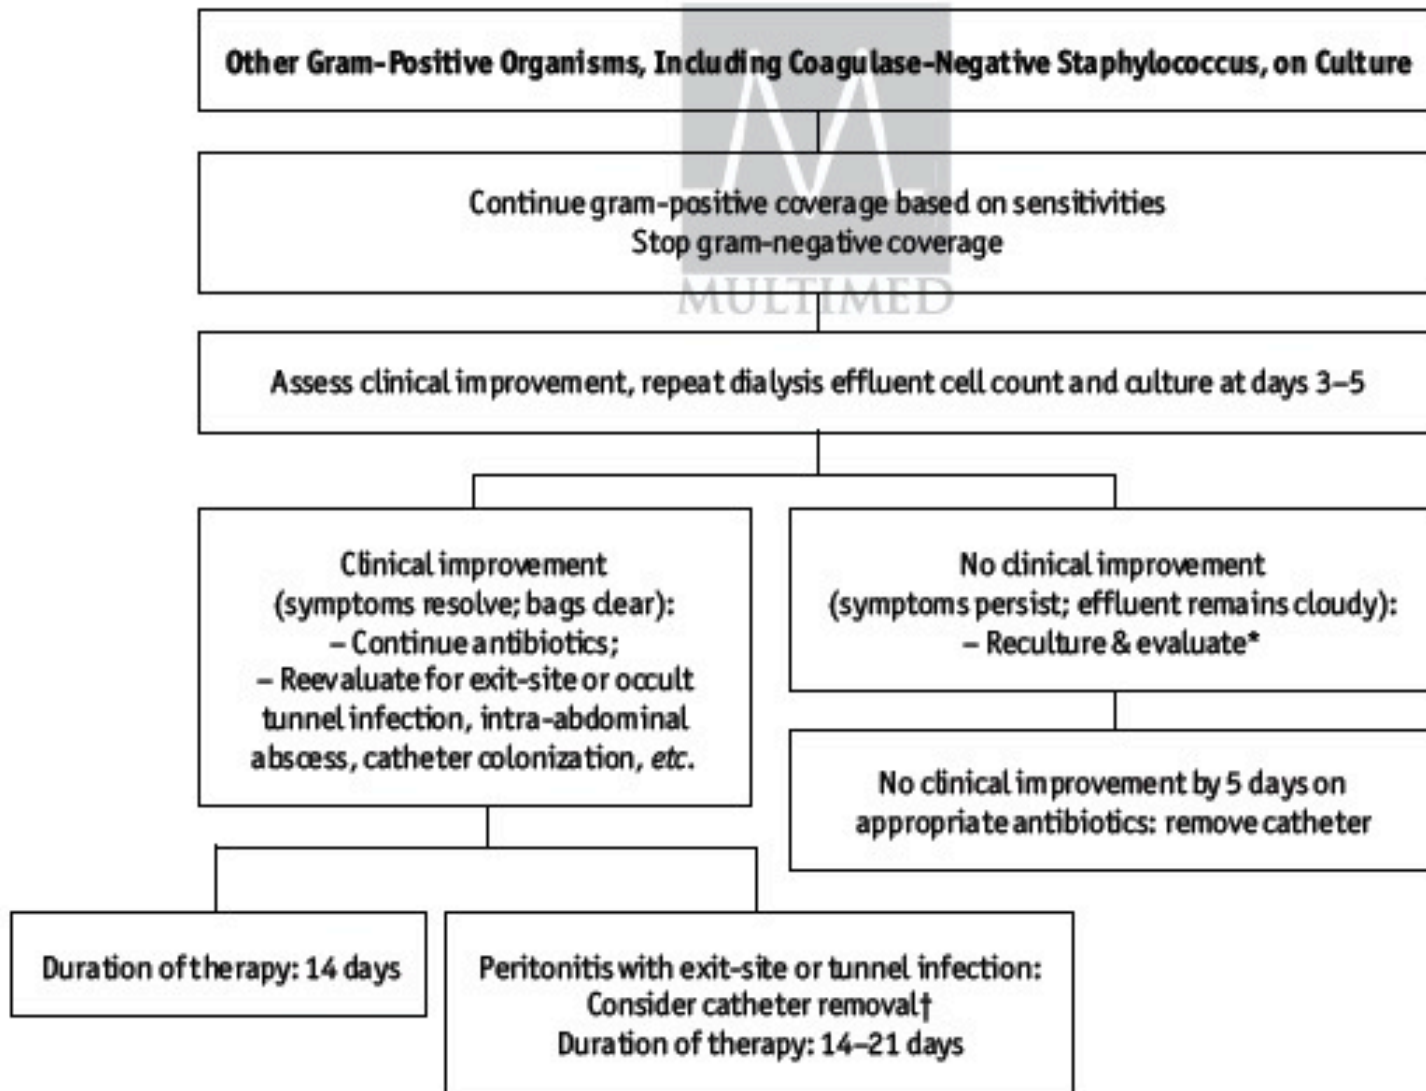 Other Gram-Positive Organisms, Including Coagulase-Negative Staphylococcus, on Culture
Continue gram-positive coverage based on sensitivities
Stop gram-negative coverage
MULTIMED
Assess clinical improvement, repeat dialysis effluent cell count and culture at days 3–5
Clinical improvement
(symptoms resolve; bags clear):
– Continue antibiotics;
– Reevaluate for exit-site or occult
tunnel infection, intra-abdominal
abscess, catheter colonization, etc.
No clinical improvement
(symptoms persist; effluent remains cloudy):
– Reculture & evaluate*
No clinical improvement by 5 days on
appropriate antibiotics: remove catheter
Duration of therapy: 14 days
Peritonitis with exit-site or tunnel infection:
Consider catheter removal†
Duration of therapy: 14–21 days